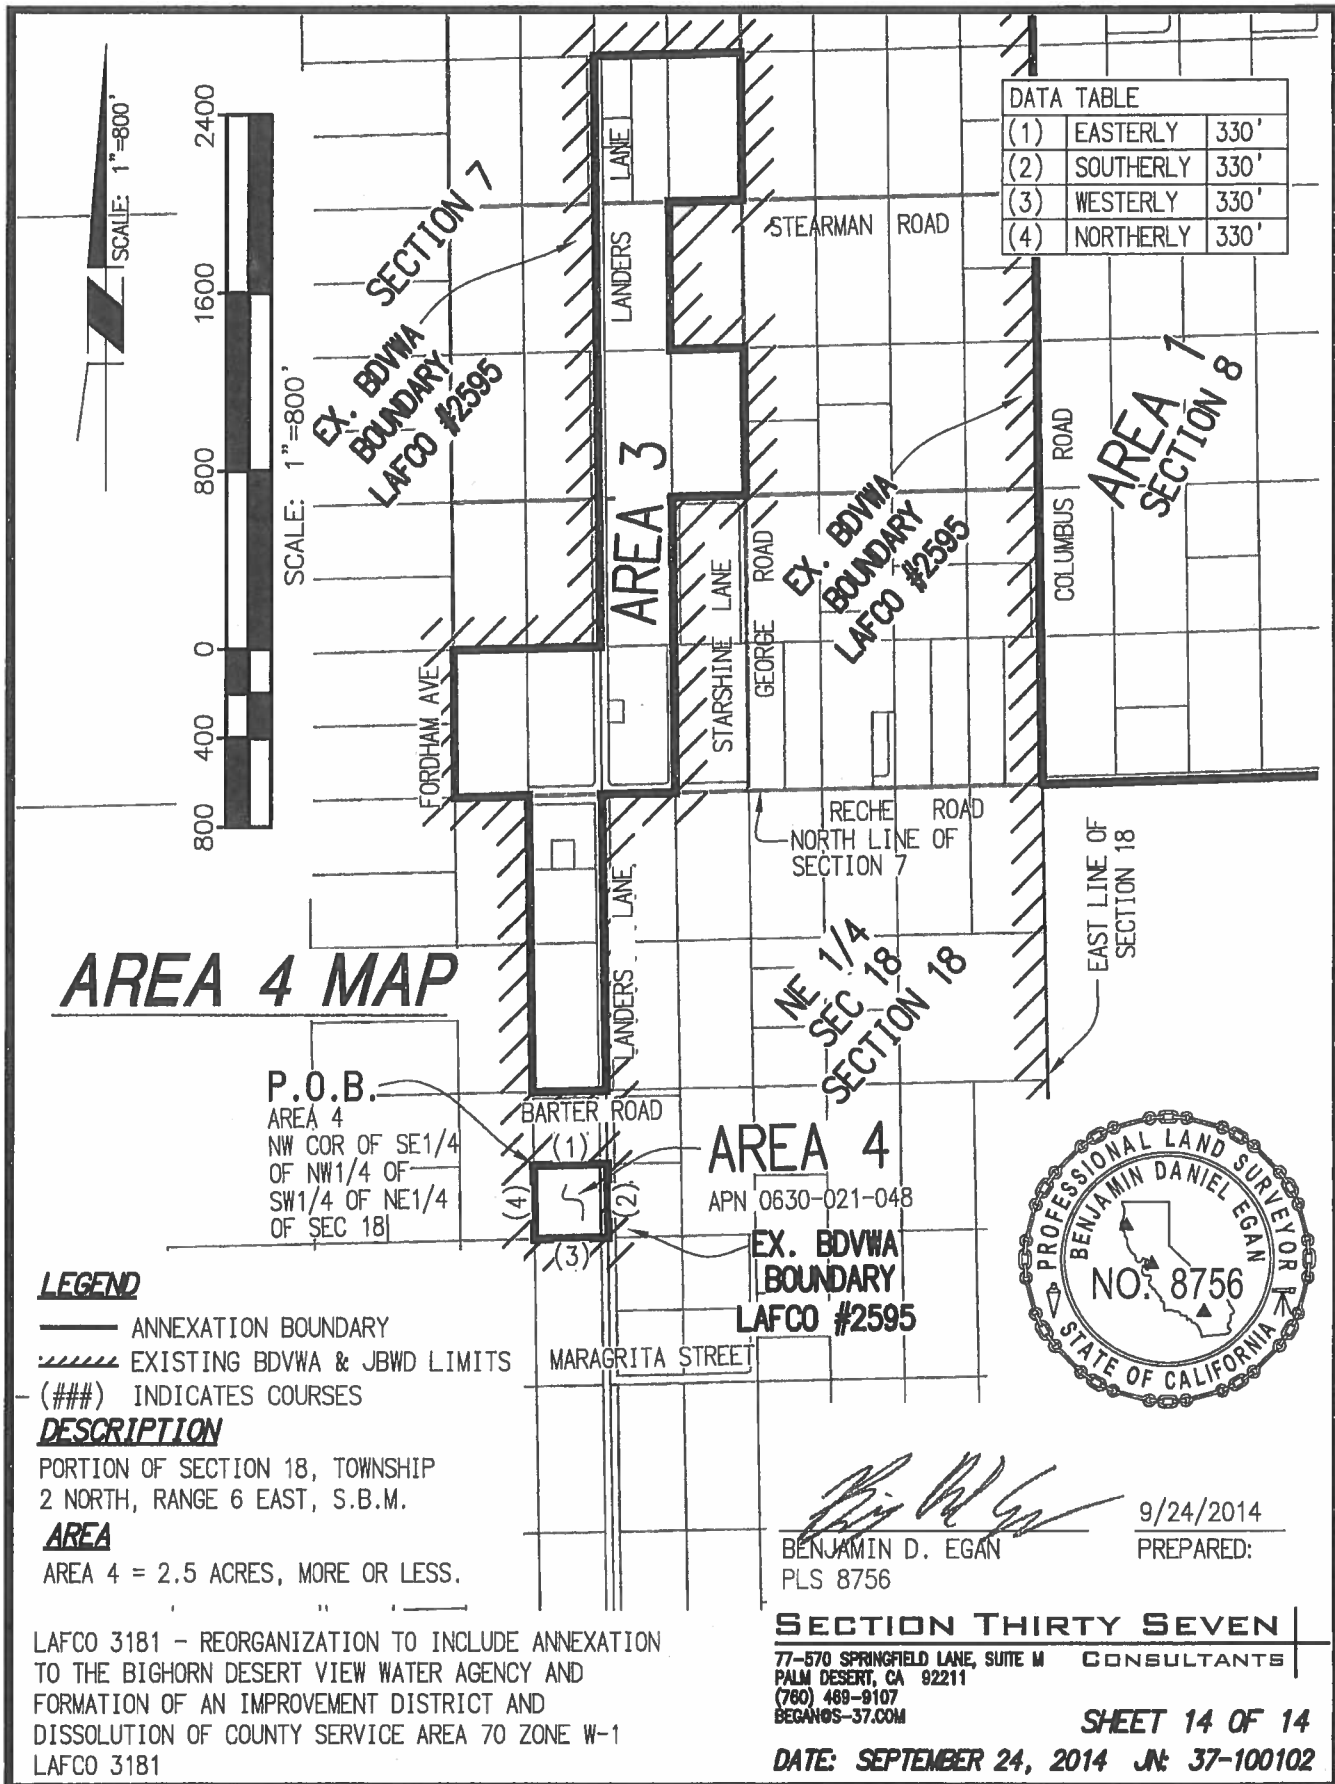 SCALE: 1"=800'
2400
1600
800
0
400
800
SCALE: 1"=800'
DATA TABLE
(1) EASTERLY 330'
(2) SOUTHERLY 330'
(3) WESTERLY 330'
(4) NORTHERLY 330'
SECTION 7
EX. BDVWA
BOUNDARY
LAFCO #2595
LANDERS LANE
STEARMAN ROAD
AREA 3
AREA 1
SECTION 8
COLUMBUS ROAD
EX. BDVWA
BOUNDARY
LAFCO #2595
FORDHAM AVE
STARSHINE LANE
GEORGE ROAD
RECHE ROAD
NORTH LINE OF
SECTION 7
EAST LINE OF
SECTION 18
LANDERS LANE
NE 1/4
SEC 18
SECTION 18
AREA 4 MAP
P.O.B.
AREA 4
NW COR OF SE1/4
OF NW1/4 OF
SW1/4 OF NE1/4
OF SEC 18
BARTER ROAD
(1)
(2)
(3)
(4)
AREA 4
APN 0630-021-048
EX. BDVWA
BOUNDARY
LAFCO #2595
MARAGRITA STREET
PROFESSIONAL LAND SURVEYOR
BENJAMIN DANIEL EGAN
NO. 8756
STATE OF CALIFORNIA
LEGEND
ANNEXATION BOUNDARY
EXISTING BDVWA & JBWD LIMITS
(###) INDICATES COURSES
DESCRIPTION
PORTION OF SECTION 18, TOWNSHIP
2 NORTH, RANGE 6 EAST, S.B.M.
AREA
AREA 4 = 2.5 ACRES, MORE OR LESS.
BENJAMIN D. EGAN
PLS 8756
9/24/2014
PREPARED:
LAFCO 3181 - REORGANIZATION TO INCLUDE ANNEXATION
TO THE BIGHORN DESERT VIEW WATER AGENCY AND
FORMATION OF AN IMPROVEMENT DISTRICT AND
DISSOLUTION OF COUNTY SERVICE AREA 70 ZONE W-1
LAFCO 3181
SECTION THIRTY SEVEN
CONSULTANTS
77-570 SPRINGFIELD LANE, SUITE M
PALM DESERT, CA 92211
(760) 469-9107
BEGAN@S-37.COM
SHEET 14 OF 14
DATE: SEPTEMBER 24, 2014 JN: 37-100102